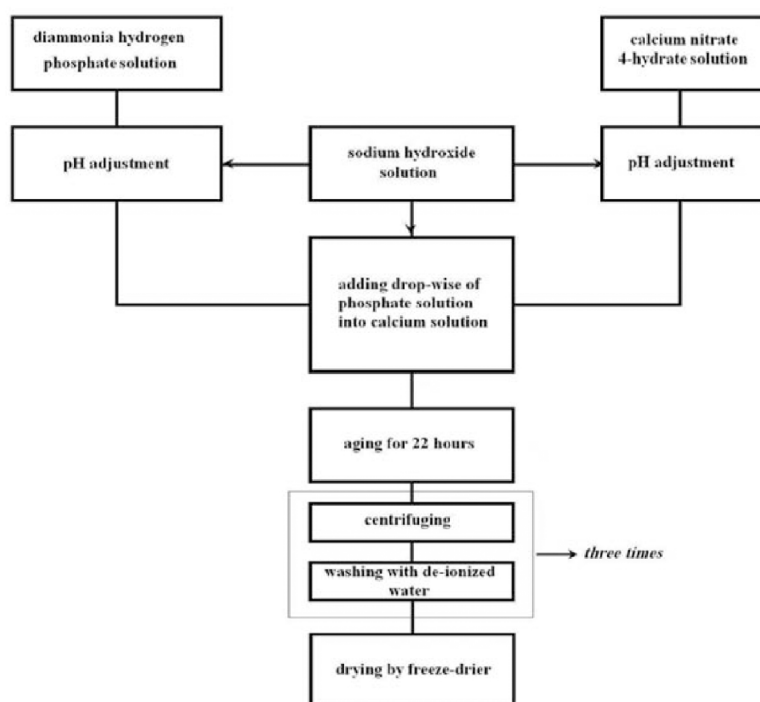 diammonia hydrogen
phosphate solution
calcium nitrate
4-hydrate solution
pH adjustment
sodium hydroxide
solution
pH adjustment
adding drop-wise of
phosphate solution
into calcium solution
aging for 22 hours
centrifuging
three times
washing with de-ionized
water
drying by freeze-drier